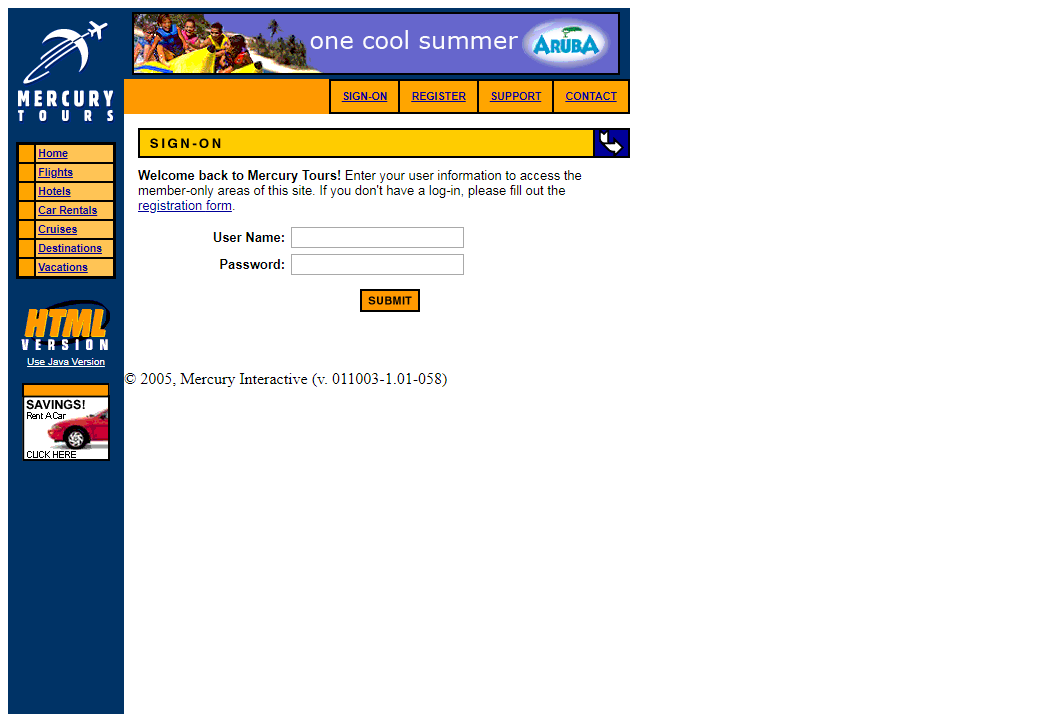 MERCURY
TOURS
one cool summer
ARUBA
SIGN-ON
REGISTER
SUPPORT
CONTACT
Home
Flights
Hotels
Car Rentals
Cruises
Destinations
Vacations
HTML
VERSION
Use Java Version
SAVINGS!
Rent A Car
CLICK HERE
SIGN-ON
Welcome back to Mercury Tours! Enter your user information to access the
member-only areas of this site. If you don't have a log-in, please fill out the
registration form.
User Name:
Password:
SUBMIT
© 2005, Mercury Interactive (v. 011003-1.01-058)